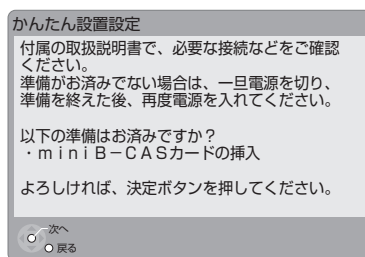 かんたん設置設定
付属の取扱説明書で、必要な接続などをご確認
ください。
準備がお済みでない場合は、一旦電源を切り、
準備を終えた後、再度電源を入れてください。
以下の準備はお済みですか?
・ｍｉｎｉＢ－ＣＡＳカードの挿入
よろしければ、決定ボタンを押してください。
次へ
戻る